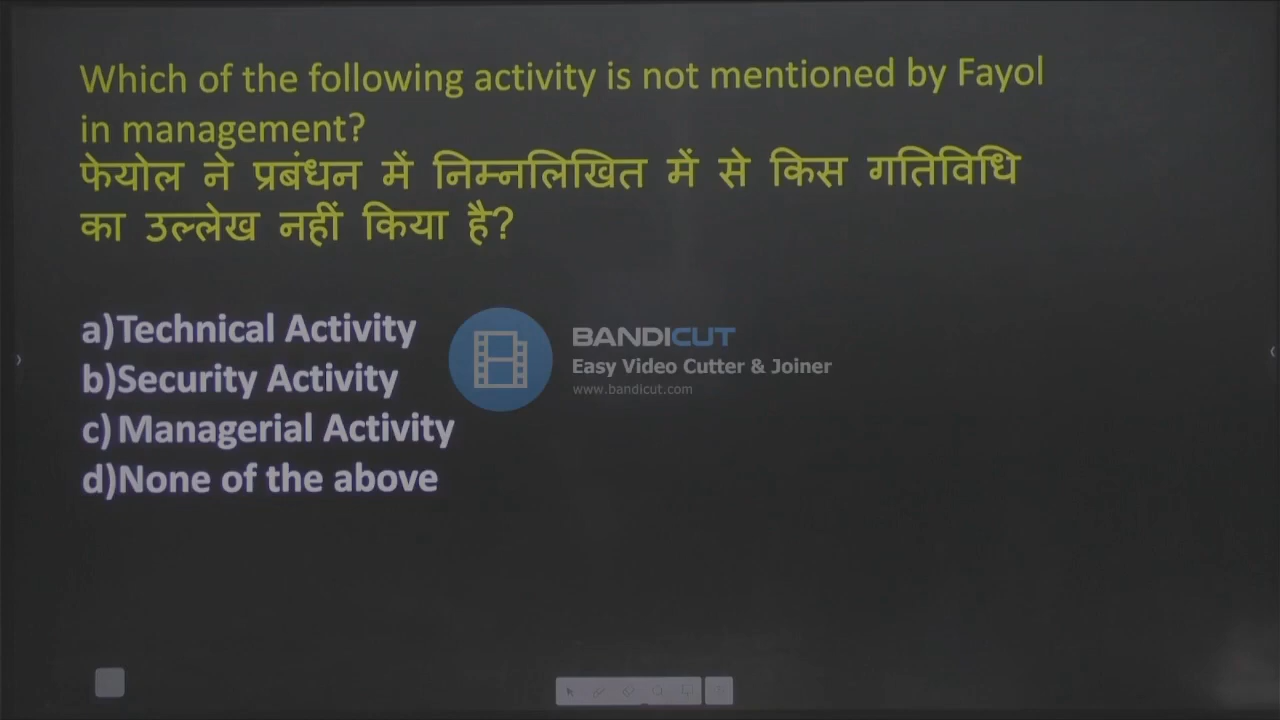 Which of the following activity is not mentioned by Fayol
in management?
फेयोल ने प्रबंधन में निम्नलिखित में से किस गतिविधि
का उल्लेख नहीं किया है?
a)Technical Activity
b)Security Activity
c) Managerial Activity
d)None of the above
BANDICUT
Easy Video Cutter & Joiner
www.bandicut.com